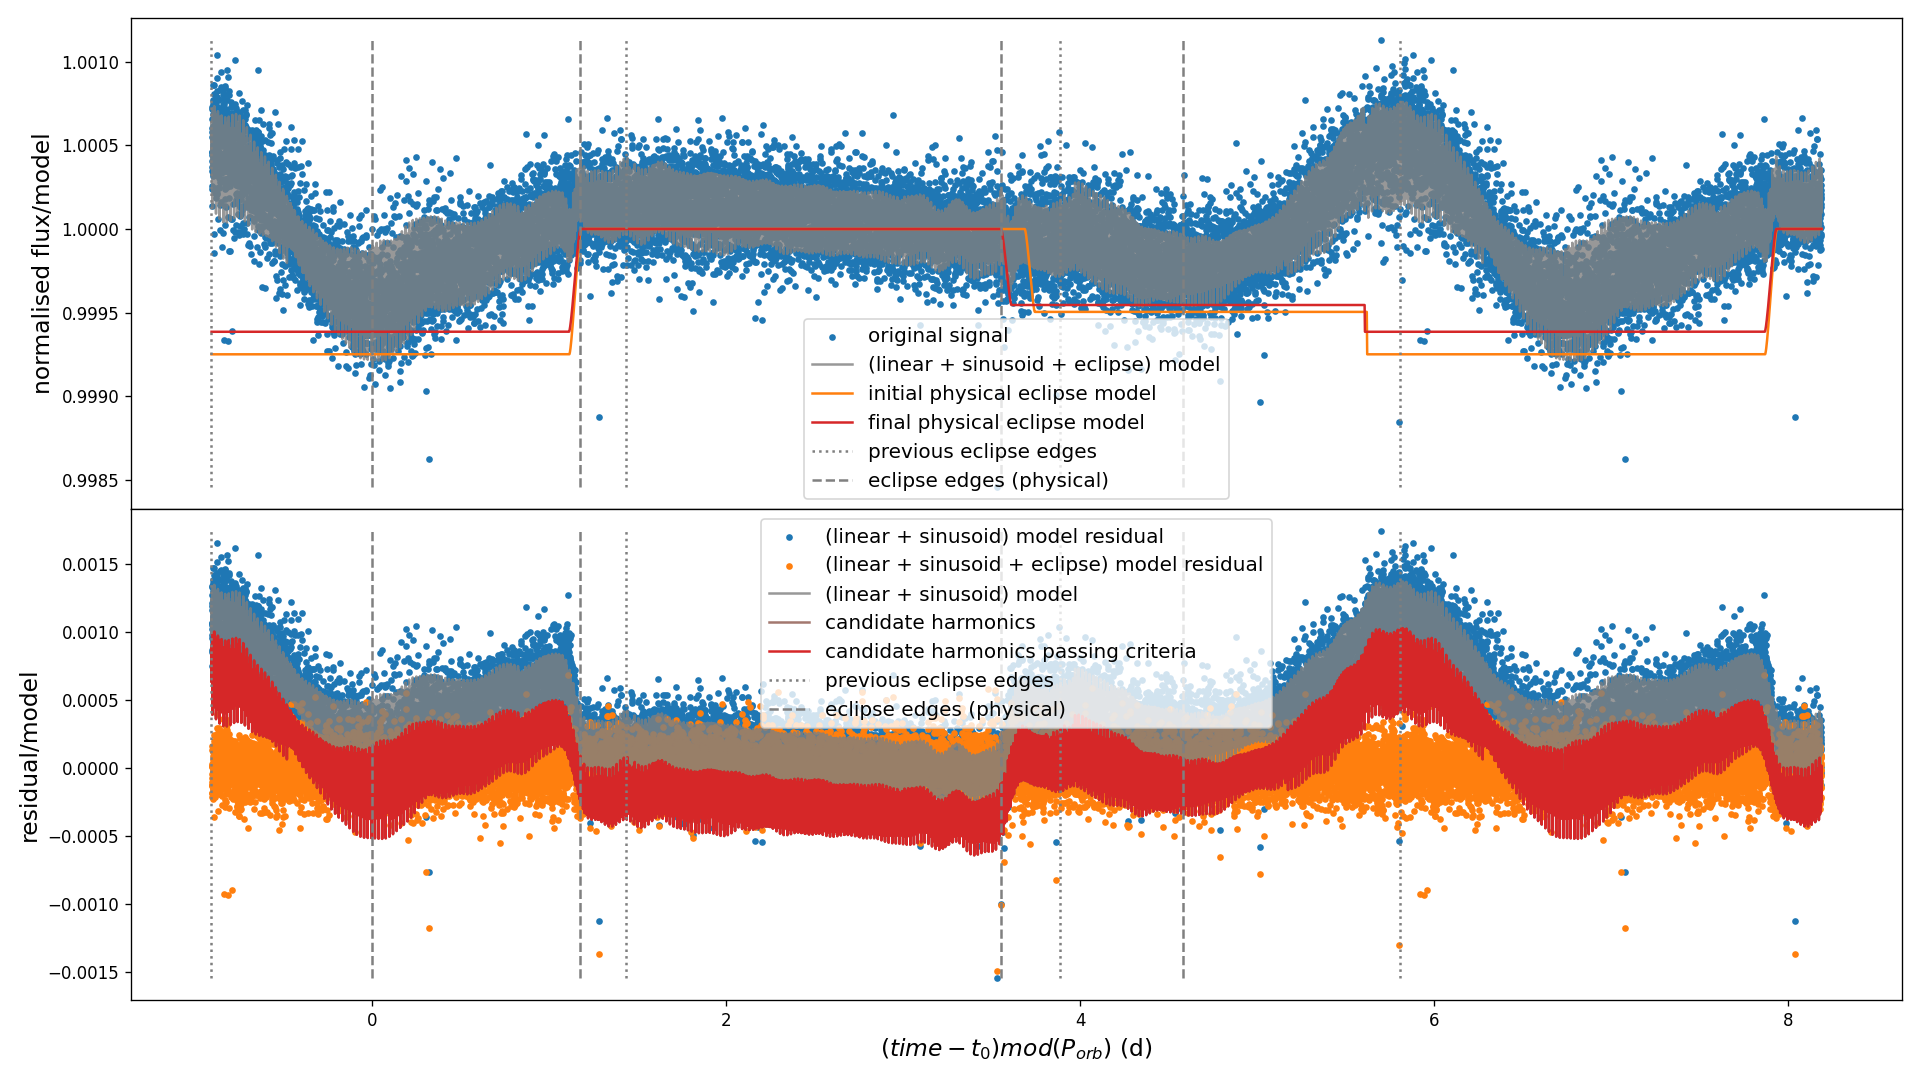 1.0010
1.0005
1.0000
0.9995
0.9990
0.9985
normalised flux/model
original signal
(linear + sinusoid + eclipse) model
initial physical eclipse model
final physical eclipse model
previous eclipse edges
eclipse edges (physical)
0.0015
0.0010
0.0005
0.0000
−0.0005
−0.0010
−0.0015
residual/model
(linear + sinusoid) model residual
(linear + sinusoid + eclipse) model residual
(linear + sinusoid) model
candidate harmonics
candidate harmonics passing criteria
previous eclipse edges
eclipse edges (physical)
0 2 4 6 8
(time − t₀)mod(P_orb) (d)